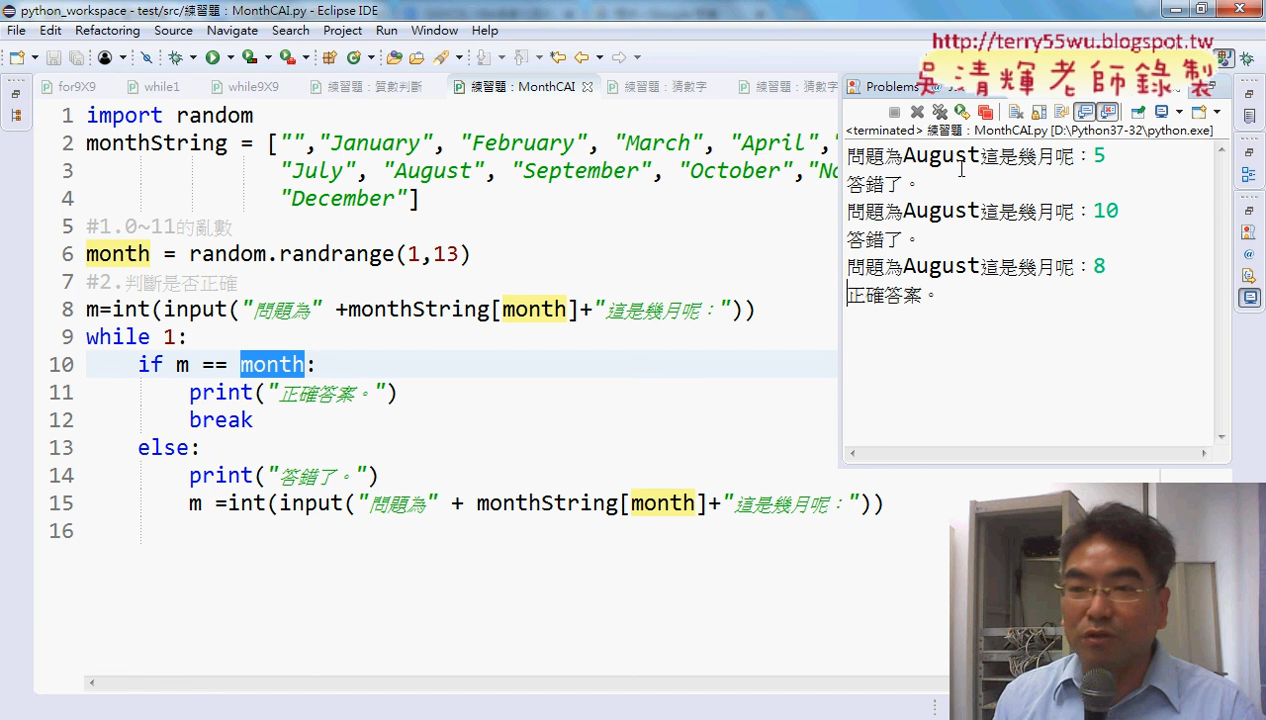 python_workspace - test/src/練習題：MonthCAI.py - Eclipse IDE
File Edit Refactoring Source Navigate Search Project Run Window Help
http://terry55wu.blogspot.tw
吳清輝老師錄製
for9X9 while1 while9X9 練習題：質數判斷 練習題：MonthCAI 練習題：猜數字 練習題：猜數字
Problems
<terminated> 練習題：MonthCAI.py [D:\Python37-32\python.exe]
1 import random
2 monthString = ["","January", "February", "March", "April",
3 "July", "August", "September", "October","No
4 "December"]
5 #1.0~11的亂數
6 month = random.randrange(1,13)
7 #2.判斷是否正確
8 m=int(input("問題為" +monthString[month]+"這是幾月呢："))
9 while 1:
10 if m == month:
11 print("正確答案。")
12 break
13 else:
14 print("答錯了。")
15 m =int(input("問題為" + monthString[month]+"這是幾月呢："))
16
問題為August這是幾月呢：5
答錯了。
問題為August這是幾月呢：10
答錯了。
問題為August這是幾月呢：8
正確答案。